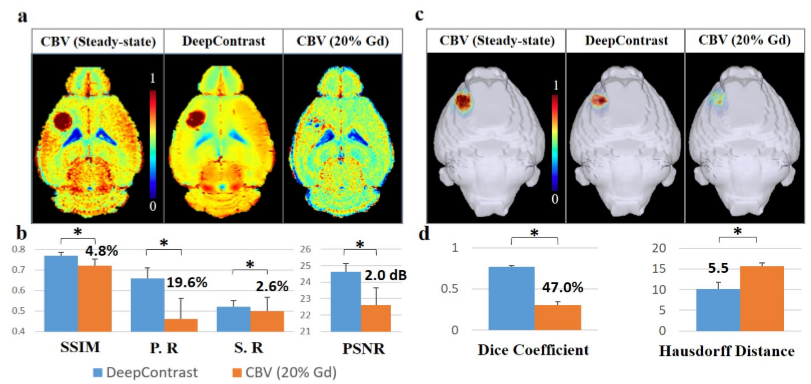 a
CBV (Steady-state) DeepContrast CBV (20% Gd)
1
0
b
0.8
0.7
0.6
0.5
0.4
* 4.8%
* 19.6%
* 2.6%
SSIM P. R S. R
26
25
24
23
22
21
* 2.0 dB
PSNR
DeepContrast CBV (20% Gd)
c
CBV (Steady-state) DeepContrast CBV (20% Gd)
1
0
d
1
0.5
0
* 47.0%
Dice Coefficient
20
15
10
5
0
* 5.5
Hausdorff Distance